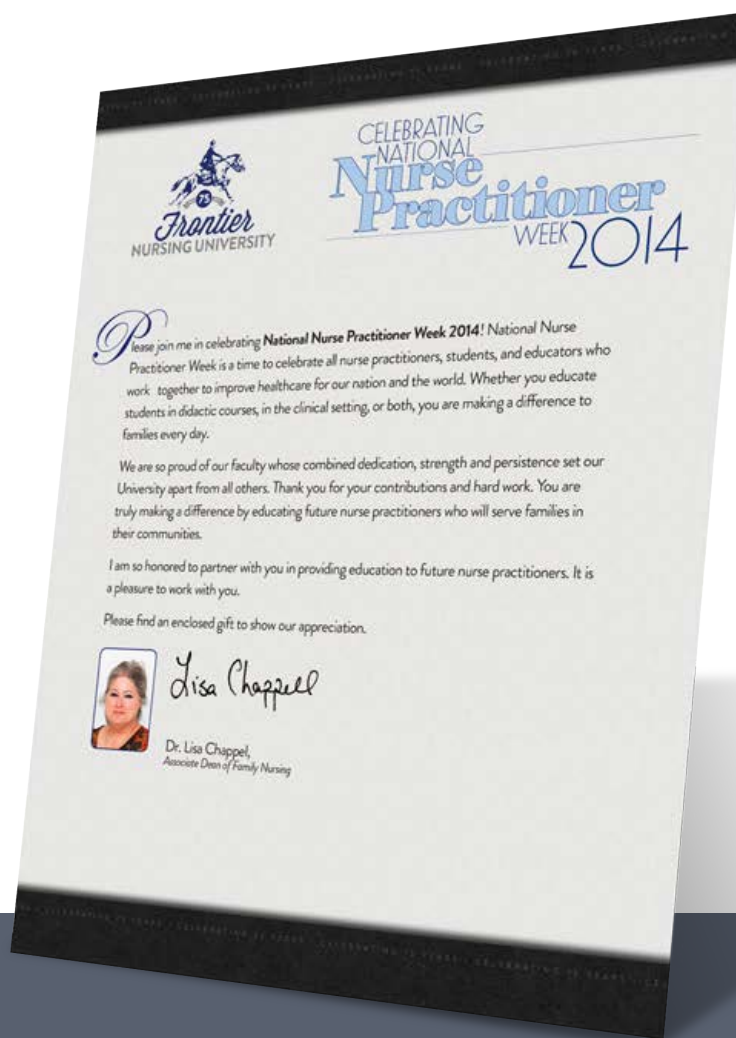 CELEBRATING
NATIONAL
Nurse
Practitioner
WEEK 2014
75
Frontier
NURSING UNIVERSITY
Please join me in celebrating National Nurse Practitioner Week 2014! National Nurse
Practitioner Week is a time to celebrate all nurse practitioners, students, and educators who
work together to improve healthcare for our nation and the world. Whether you educate
students in didactic courses, in the clinical setting, or both, you are making a difference to
families every day.
We are so proud of our faculty whose combined dedication, strength and persistence set our
University apart from all others. Thank you for your contributions and hard work. You are
truly making a difference by educating future nurse practitioners who will serve families in
their communities.
I am so honored to partner with you in providing education to future nurse practitioners. It is
a pleasure to work with you.
Please find an enclosed gift to show our appreciation.
Lisa Chappell
Dr. Lisa Chappel,
Associate Dean of Family Nursing